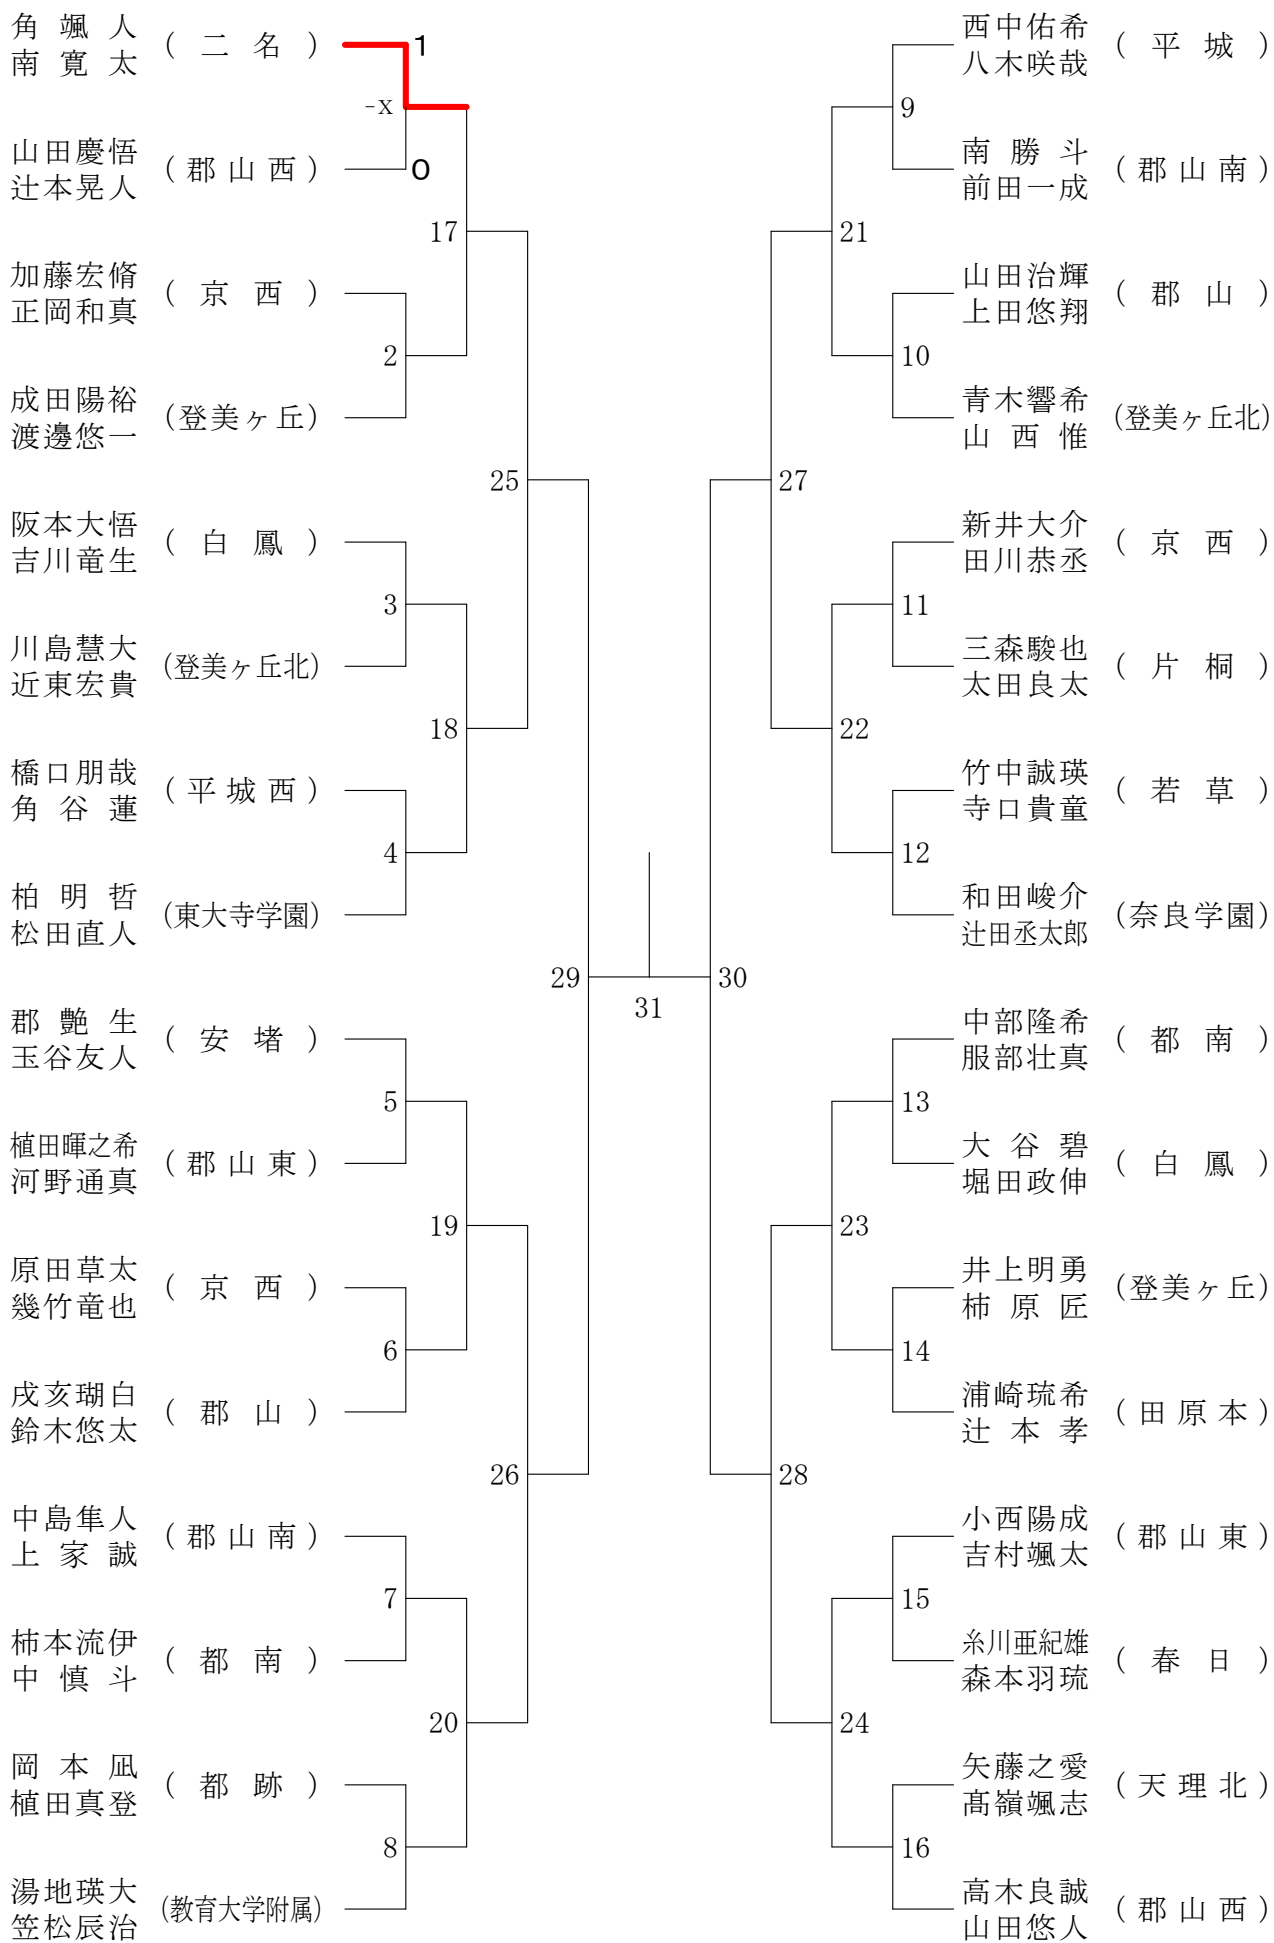 角颯人
南寛太
(二名)
1
-x
山田慶悟
辻本晃人
(郡山西)
0
17
加藤宏脩
正岡和真
(京西)
2
成田陽裕
渡邊悠一
(登美ヶ丘)
25
阪本大悟
吉川竜生
(白鳳)
3
川島慧大
近東宏貴
(登美ヶ丘北)
18
橋口朋哉
角谷蓮
(平城西)
4
柏明哲
松田直人
(東大寺学園)
29
郡艶生
玉谷友人
(安堵)
5
植田暉之希
河野通真
(郡山東)
19
原田草太
幾竹竜也
(京西)
6
戌亥瑚白
鈴木悠太
(郡山)
26
中島隼人
上家誠
(郡山南)
7
柿本流伊
中慎斗
(都南)
20
岡本凪
植田真登
(都跡)
8
湯地瑛大
笠松辰治
(教育大学附属)
31
西中佑希
八木咲哉
(平城)
9
南勝斗
前田一成
(郡山南)
21
山田治輝
上田悠翔
(郡山)
10
青木響希
山西惟
(登美ヶ丘北)
27
新井大介
田川恭丞
(京西)
11
三森駿也
太田良太
(片桐)
22
竹中誠瑛
寺口貴童
(若草)
12
和田峻介
辻田丞太郎
(奈良学園)
30
中部隆希
服部壮真
(都南)
13
大谷碧
堀田政伸
(白鳳)
23
井上明勇
柿原匠
(登美ヶ丘)
14
浦崎琉希
辻本孝
(田原本)
28
小西陽成
吉村颯太
(郡山東)
15
糸川亜紀雄
森本羽琉
(春日)
24
矢藤之愛
髙嶺颯志
(天理北)
16
高木良誠
山田悠人
(郡山西)